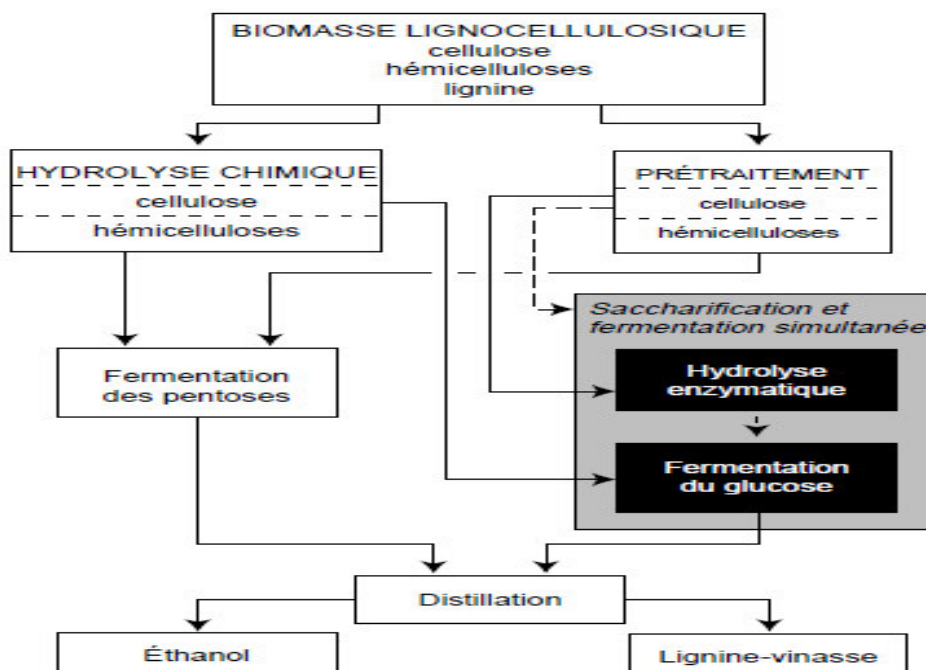 BIOMASSE LIGNOCELLULOSIQUE
cellulose
hémicelluloses
lignine
HYDROLYSE CHIMIQUE
cellulose
hémicelluloses
PRÉTRAITEMENT
cellulose
hémicelluloses
Saccharification et
fermentation simultanée
Hydrolyse
enzymatique
Fermentation
des pentoses
Fermentation
du glucose
Distillation
Éthanol
Lignine-vinasse